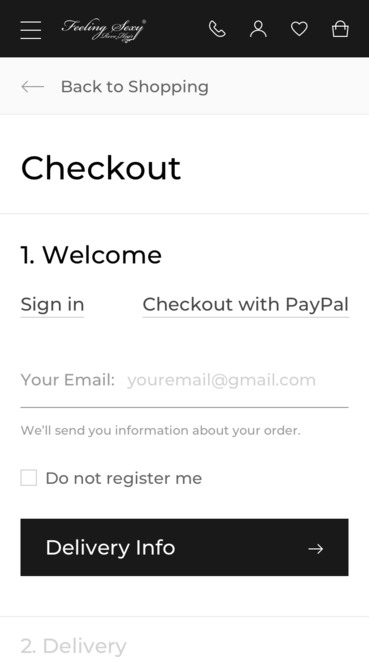 Feeling Sexy®
Back to Shopping
Checkout
1. Welcome
Sign in
Checkout with PayPal
Your Email: youremail@gmail.com
We'll send you information about your order.
Do not register me
Delivery Info
2. Delivery